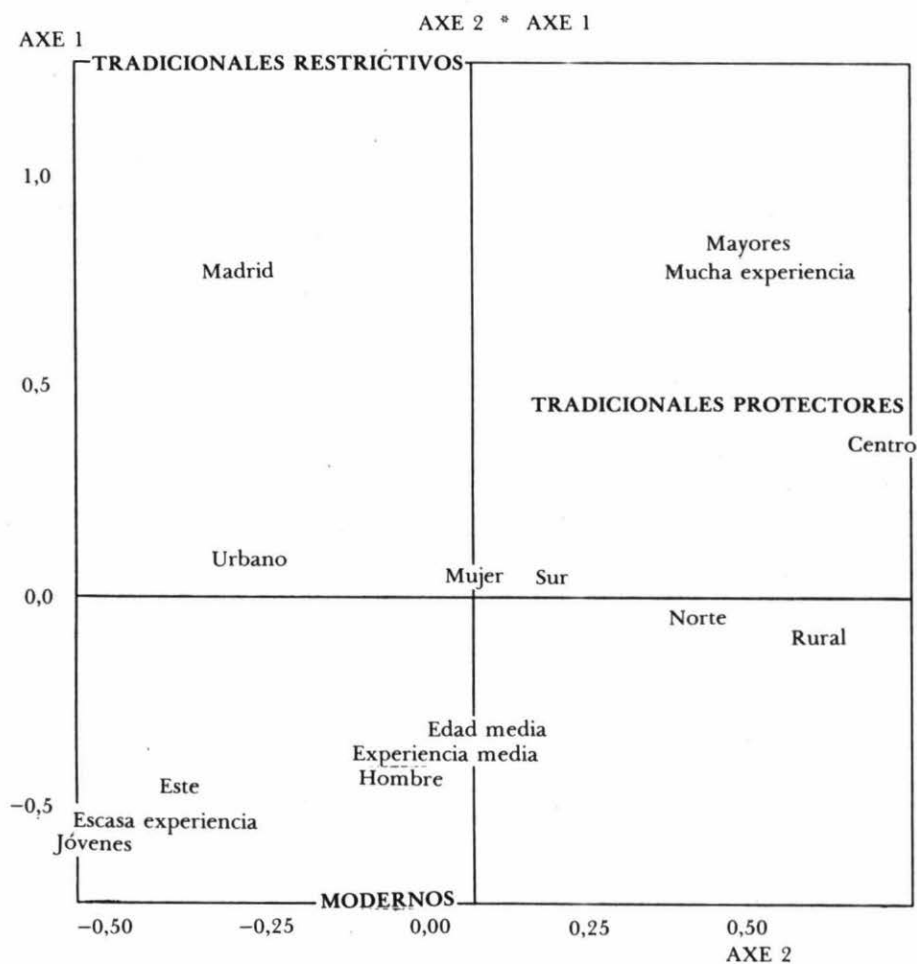 AXE 2 * AXE 1
AXE 1
TRADICIONALES RESTRICTIVOS
1,0
Mayores
Madrid
Mucha experiencia
0,5
TRADICIONALES PROTECTORES
Centro
Urbano
Mujer
Sur
0,0
Norte
Rural
Edad media
Experiencia media
Este
Hombre
−0,5
Escasa experiencia
Jóvenes
MODERNOS
−0,50 −0,25 0,00 0,25 0,50
AXE 2